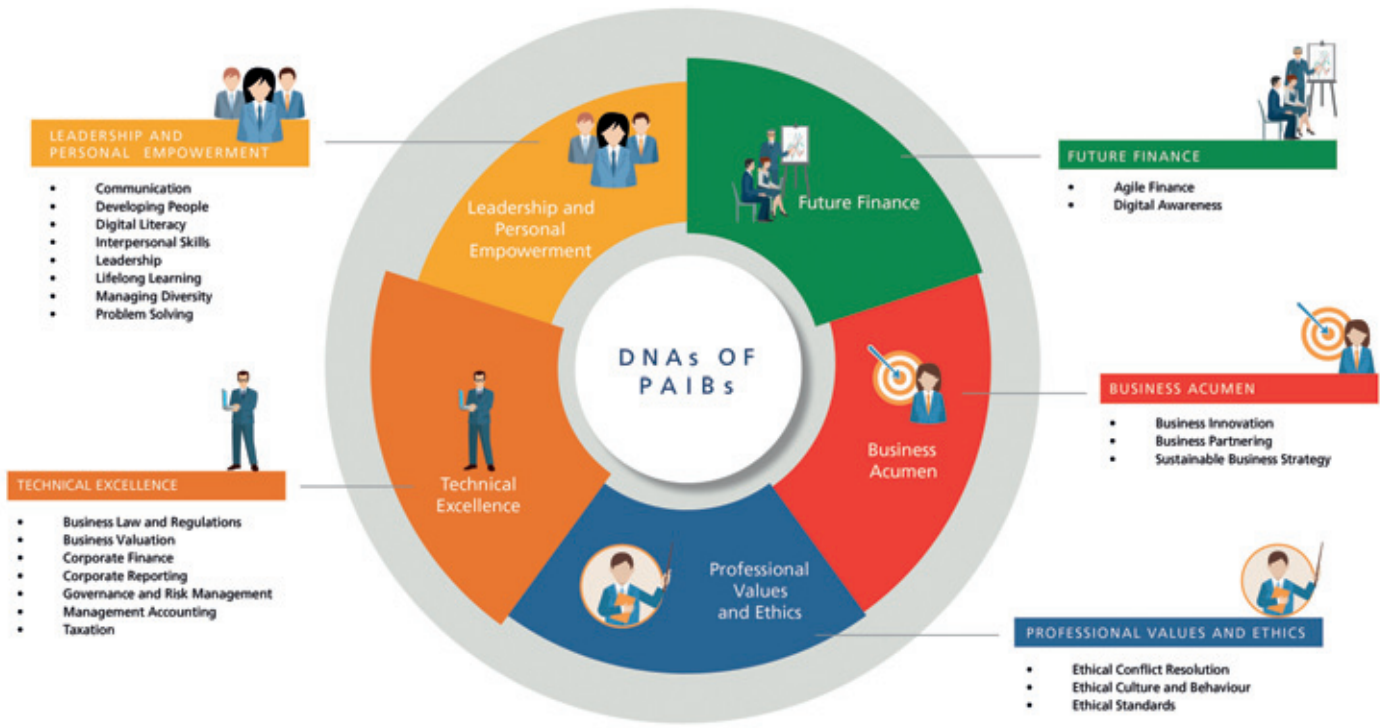 LEADERSHIP AND
PERSONAL EMPOWERMENT
• Communication
• Developing People
• Digital Literacy
• Interpersonal Skills
• Leadership
• Lifelong Learning
• Managing Diversity
• Problem Solving
TECHNICAL EXCELLENCE
• Business Law and Regulations
• Business Valuation
• Corporate Finance
• Corporate Reporting
• Governance and Risk Management
• Management Accounting
• Taxation
Leadership and
Personal
Empowerment
Future Finance
DNAs OF
PAIBs
Technical
Excellence
Business
Acumen
Professional
Values
and Ethics
FUTURE FINANCE
• Agile Finance
• Digital Awareness
BUSINESS ACUMEN
• Business Innovation
• Business Partnering
• Sustainable Business Strategy
PROFESSIONAL VALUES AND ETHICS
• Ethical Conflict Resolution
• Ethical Culture and Behaviour
• Ethical Standards